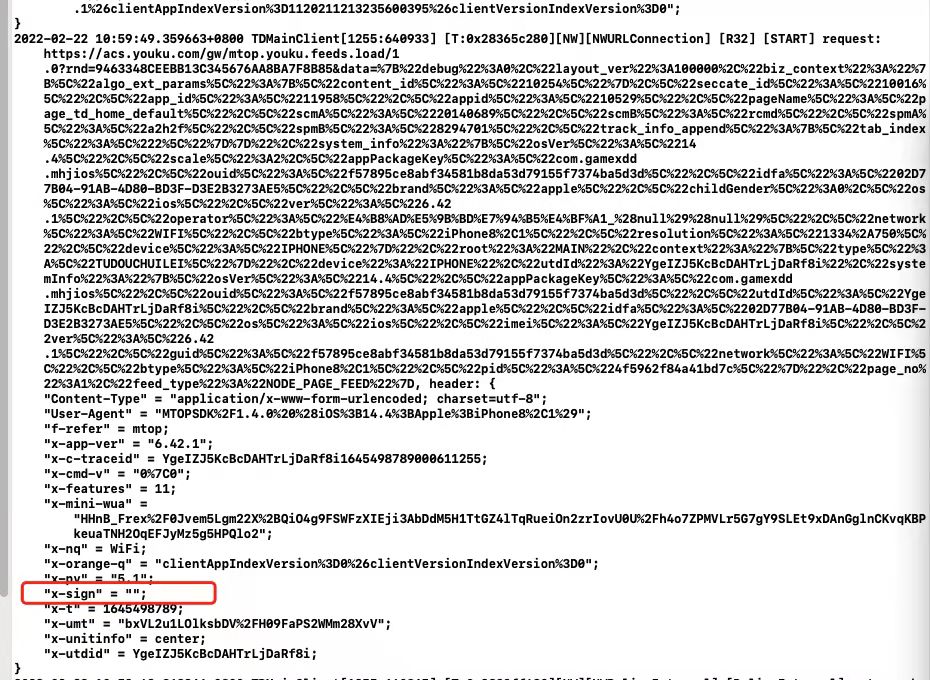 .1%26clientAppIndexVersion%3D1120211213235600395%26clientVersionIndexVersion%3D0";
}
2022-02-22 10:59:49.359663+0800 TDMainClient[1255:640933] [T:0x28365c280][NW][NWURLConnection] [R32] [START] request:
https://acs.youku.com/gw/mtop.youku.feeds.load/1
.0?rnd=9463348CEEBB13C345676AA8BA7F8B85&data=%7B%22debug%22%3A0%2C%22layout_ver%22%3A100000%2C%22biz_context%22%3A%22%7
B%5C%22algo_ext_params%5C%22%3A%7B%5C%22content_id%5C%22%3A%5C%2210254%5C%22%7D%2C%5C%22seccate_id%5C%22%3A%5C%2210016%
5C%22%2C%5C%22app_id%5C%22%3A%5C%2211958%5C%22%2C%5C%22appid%5C%22%3A%5C%2210529%5C%22%2C%5C%22pageName%5C%22%3A%5C%22p
age_td_home_default%5C%22%2C%5C%22scmA%5C%22%3A%5C%2220140689%5C%22%2C%5C%22scmB%5C%22%3A%5C%22rcmd%5C%22%2C%5C%22spmA%
5C%22%3A%5C%22a2h2f%5C%22%2C%5C%22spmB%5C%22%3A%5C%228294701%5C%22%2C%5C%22track_info_append%5C%22%3A%7B%5C%22tab_index
%5C%22%3A%5C%222%5C%22%7D%7D%22%2C%22system_info%22%3A%22%7B%5C%22osVer%5C%22%3A%5C%2214
.4%5C%22%2C%5C%22scale%5C%22%3A2%2C%5C%22appPackageKey%5C%22%3A%5C%22com.gamexdd
.mhjios%5C%22%2C%5C%22ouid%5C%22%3A%5C%22f57895ce8abf34581b8da53d79155f7374ba5d3d%5C%22%2C%5C%22idfa%5C%22%3A%5C%2202D7
7B04-91AB-4D80-BD3F-D3E2B3273AE5%5C%22%2C%5C%22brand%5C%22%3A%5C%22apple%5C%22%2C%5C%22childGender%5C%22%3A0%2C%5C%22os
%5C%22%3A%5C%22ios%5C%22%2C%5C%22ver%5C%22%3A%5C%226.42
.1%5C%22%2C%5C%22operator%5C%22%3A%5C%22%E4%B8%AD%E5%9B%BD%E7%94%B5%E4%BF%A1_%28null%29%28null%29%5C%22%2C%5C%22network
%5C%22%3A%5C%22WIFI%5C%22%2C%5C%22btype%5C%22%3A%5C%22iPhone8%2C1%5C%22%2C%5C%22resolution%5C%22%3A%5C%221334%2A750%5C%
22%2C%5C%22device%5C%22%3A%5C%22IPHONE%5C%22%7D%22%2C%22root%22%3A%22MAIN%22%2C%22context%22%3A%22%7B%5C%22type%5C%22%3
A%5C%22TUDOUCHUILEI%5C%22%7D%22%2C%22device%22%3A%22IPHONE%22%2C%22utdId%22%3A%22YgeIZJ5KcBcDAHTrLjDaRf8i%22%2C%22syste
mInfo%22%3A%22%7B%5C%22osVer%5C%22%3A%5C%2214.4%5C%22%2C%5C%22appPackageKey%5C%22%3A%5C%22com.gamexdd
.mhjios%5C%22%2C%5C%22ouid%5C%22%3A%5C%22f57895ce8abf34581b8da53d79155f7374ba5d3d%5C%22%2C%5C%22utdId%5C%22%3A%5C%22Yge
IZJ5KcBcDAHTrLjDaRf8i%5C%22%2C%5C%22brand%5C%22%3A%5C%22apple%5C%22%2C%5C%22idfa%5C%22%3A%5C%2202D77B04-91AB-4D80-BD3F-
D3E2B3273AE5%5C%22%2C%5C%22os%5C%22%3A%5C%22ios%5C%22%2C%5C%22imei%5C%22%3A%5C%22YgeIZJ5KcBcDAHTrLjDaRf8i%5C%22%2C%5C%2
2ver%5C%22%3A%5C%226.42
.1%5C%22%2C%5C%22guid%5C%22%3A%5C%22f57895ce8abf34581b8da53d79155f7374ba5d3d%5C%22%2C%5C%22network%5C%22%3A%5C%22WIFI%5
C%22%2C%5C%22btype%5C%22%3A%5C%22iPhone8%2C1%5C%22%2C%5C%22pid%5C%22%3A%5C%224f5962f84a41bd7c%5C%22%7D%22%2C%22page_no%
22%3A1%2C%22feed_type%22%3A%22NODE_PAGE_FEED%22%7D, header: {
"Content-Type" = "application/x-www-form-urlencoded; charset=utf-8";
"User-Agent" = "MTOPSDK%2F1.4.0%20%28iOS%3B14.4%3BApple%3BiPhone8%2C1%29";
"f-refer" = mtop;
"x-app-ver" = "6.42.1";
"x-c-traceid" = YgeIZJ5KcBcDAHTrLjDaRf8i1645498789000611255;
"x-cmd-v" = "0%7C0";
"x-features" = 11;
"x-mini-wua" =
"HHnB_Frex%2F0Jvem5Lgm22X%2BQiO4g9FSWFzXIEji3AbDdM5H1TtGZ4lTqRueiOn2zrIovU0U%2Fh4o7ZPMVLr5G7gY9SLEt9xDAnGglnCKvqKBP
keuaTNH2OqEFJyMz5g5HPQlo2";
"x-nq" = WiFi;
"x-orange-q" = "clientAppIndexVersion%3D0%26clientVersionIndexVersion%3D0";
"x-pv" = "5.1";
"x-sign" = "";
"x-t" = 1645498789;
"x-umt" = "bxVL2u1LOlksbDV%2FH09FaPS2WMm28XvV";
"x-unitinfo" = center;
"x-utdid" = YgeIZJ5KcBcDAHTrLjDaRf8i;
}